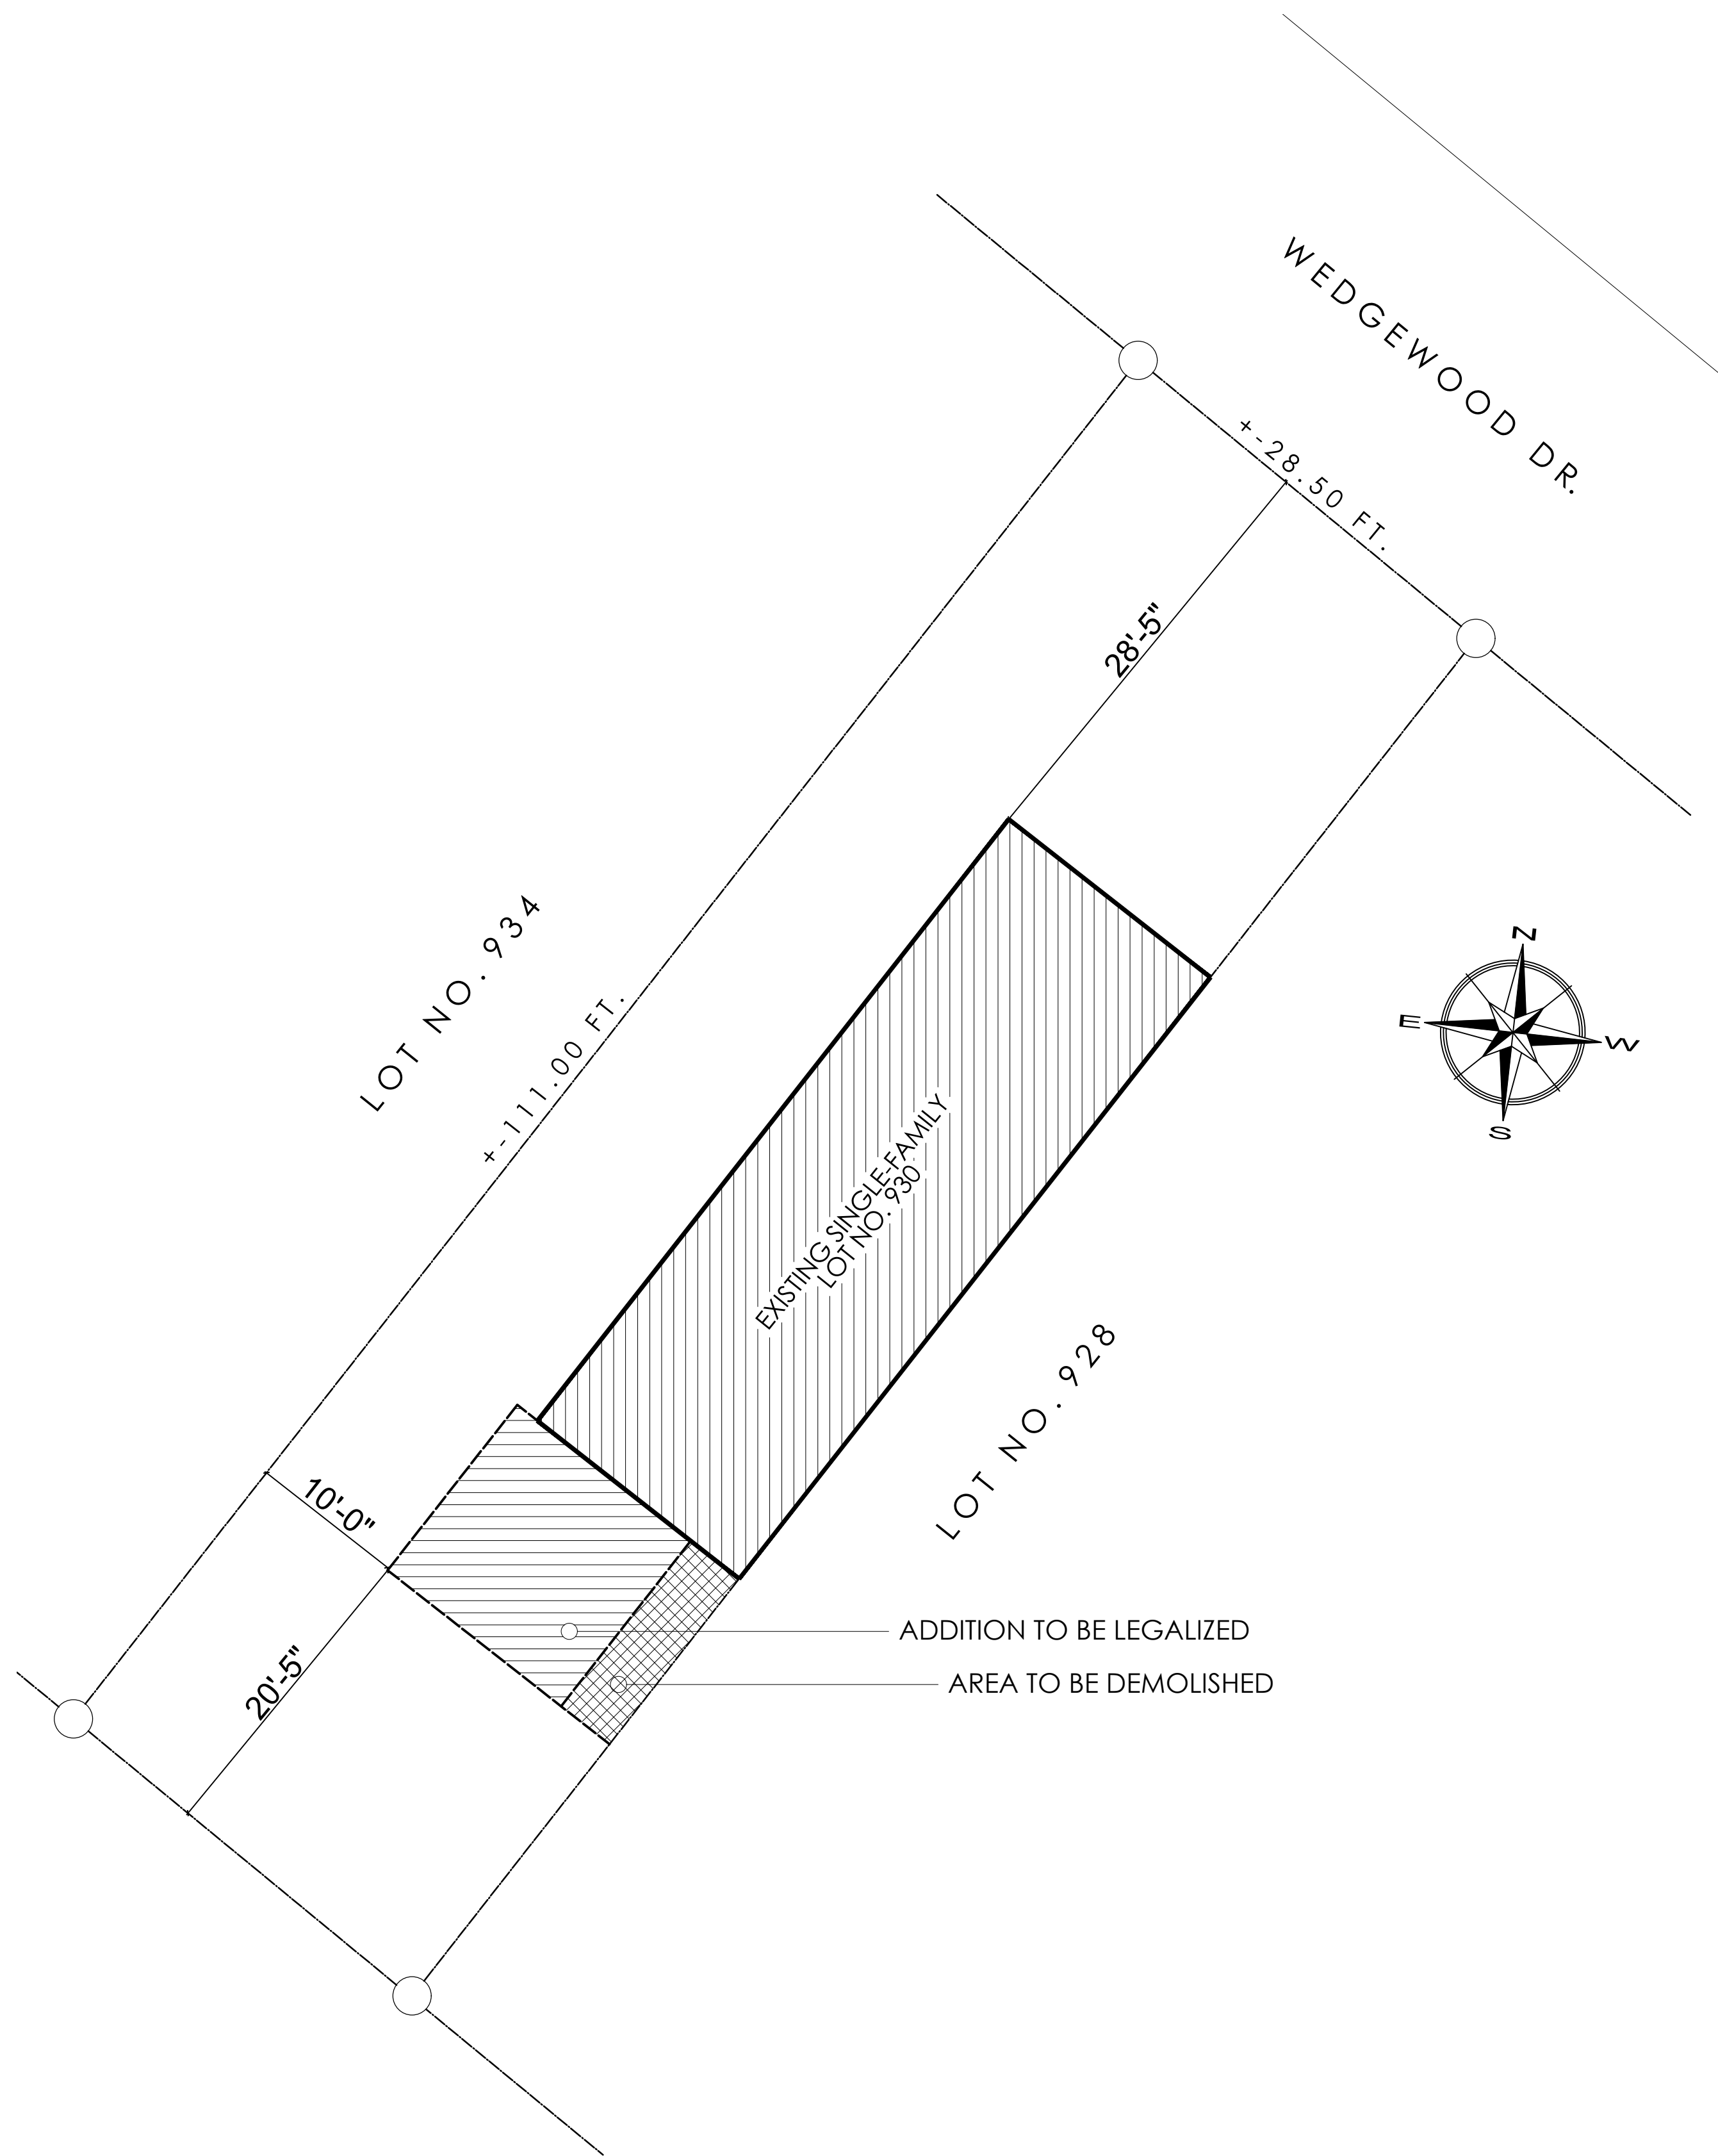 WEDGEWOOD DR.
+-28.50 FT.
28'-5"
LOT NO. 934
+-111.00 FT.
N
E
W
S
EXISTING SINGLE-FAMILY
LOT NO. 930
LOT NO. 928
10'-0"
ADDITION TO BE LEGALIZED
20'-5"
AREA TO BE DEMOLISHED